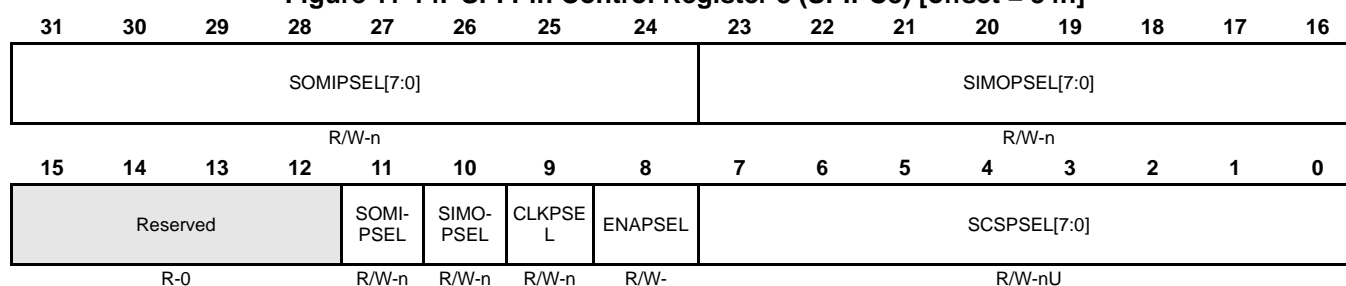 31 30 29 28 27 26 25 24 23 22 21 20 19 18 17 16
SOMIPSEL[7:0] SIMOPSEL[7:0]
R/W-n R/W-n
15 14 13 12 11 10 9 8 7 6 5 4 3 2 1 0
Reserved SOMI- SIMO- CLKPSE ENAPSEL SCSPSEL[7:0]
PSEL PSEL L
R-0 R/W-n R/W-n R/W-n R/W- R/W-nU